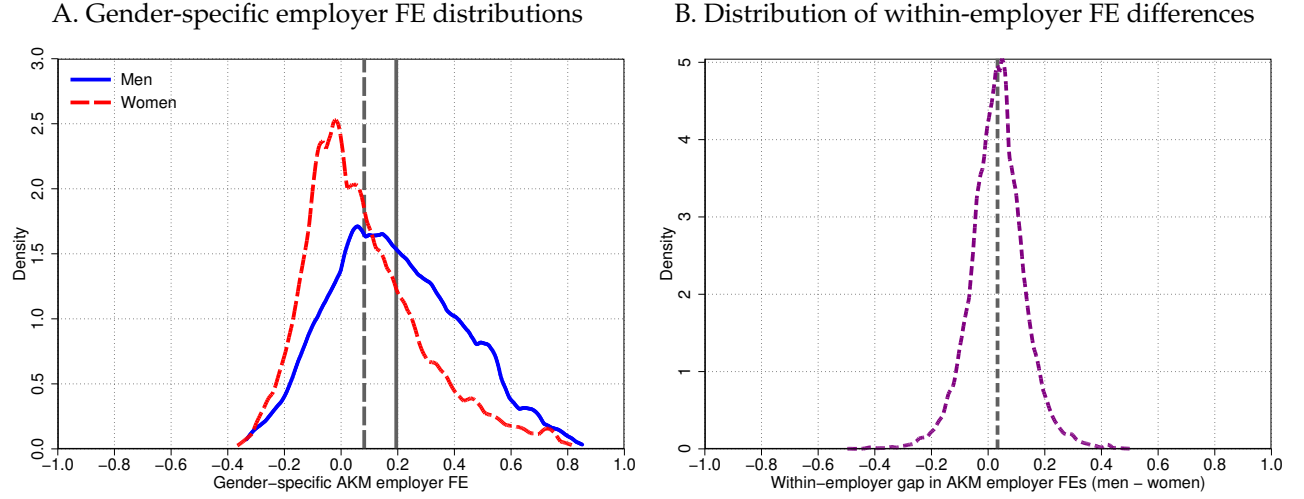 A. Gender-specific employer FE distributions
3.0
2.5
2.0
1.5
1.0
0.5
0.0
Density
Men
Women
−1.0 −0.8 −0.6 −0.4 −0.2 0.0 0.2 0.4 0.6 0.8 1.0
Gender−specific AKM employer FE
B. Distribution of within-employer FE differences
5
4
3
2
1
0
Density
−1.0 −0.8 −0.6 −0.4 −0.2 0.0 0.2 0.4 0.6 0.8 1.0
Within−employer gap in AKM employer FEs (men − women)